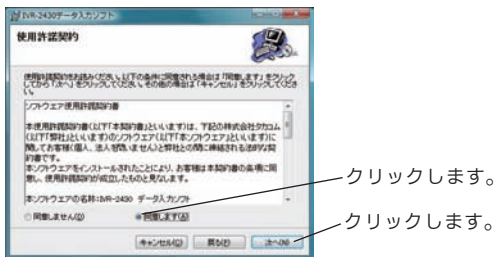 IVR-2430データ入力ソフト
使用許諾契約
使用許諾契約をお読みください。以下の条件に同意される場合は「同意します」をクリック
してから「次へ」をクリックしてください。その他の場合は「キャンセル」をクリックしてくださ
い。
ソフトウェア使用許諾契約書
本使用許諾契約書(以下「本契約書」といいます)は、下記の株式会社タカコム
(以下「弊社」といいます)のソフトウェア(以下「本ソフトウェア」といいます)に
関してお客様(個人、法人を問いません)と弊社との間に締結される法的な契
約書です。
本ソフトウェアをインストールされたことにより、お客様は本契約書の条項に同
意し、使用許諾契約が成立したものと見なします。
本ソフトウェアの名称:IVR-2430 データ入力ソフト
同意しません(D) 同意します(A)
クリックします。
キャンセル(C) 戻る(P) 次へ(N)
クリックします。